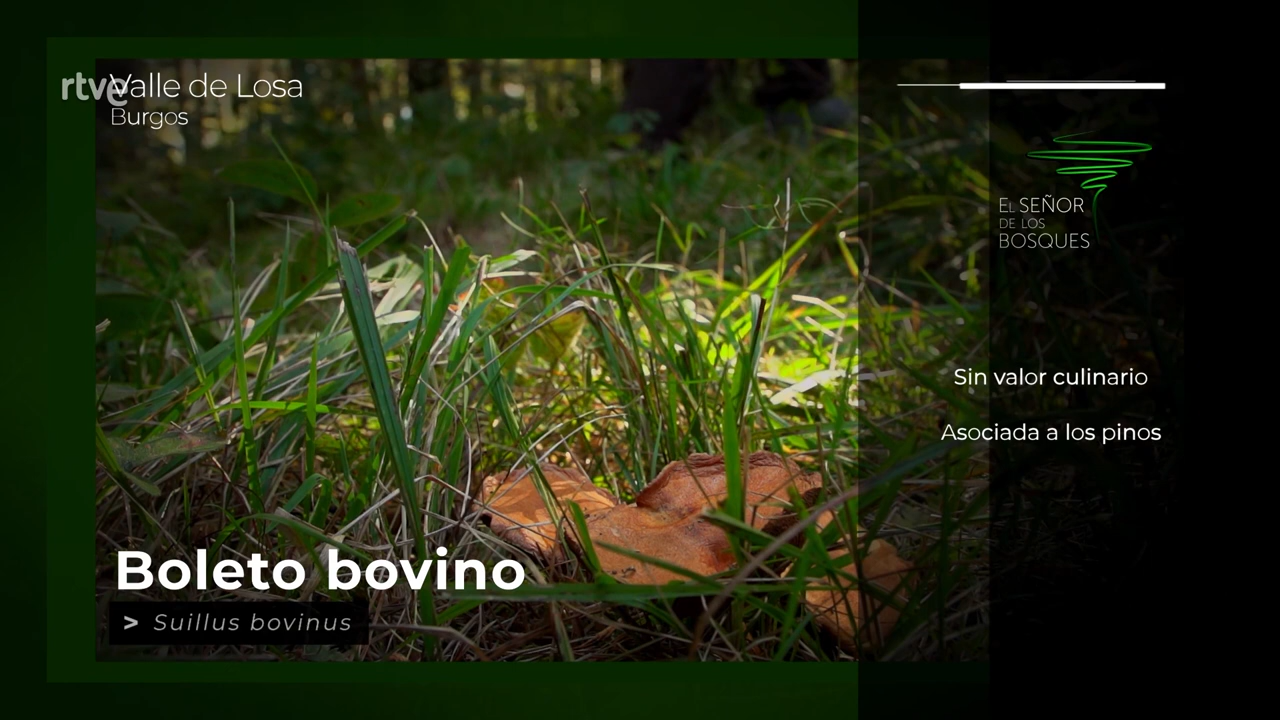 rtve
Valle de Losa
Burgos
EL SEÑOR
DE LOS
BOSQUES
Sin valor culinario
Asociada a los pinos
Boleto bovino
> Suillus bovinus